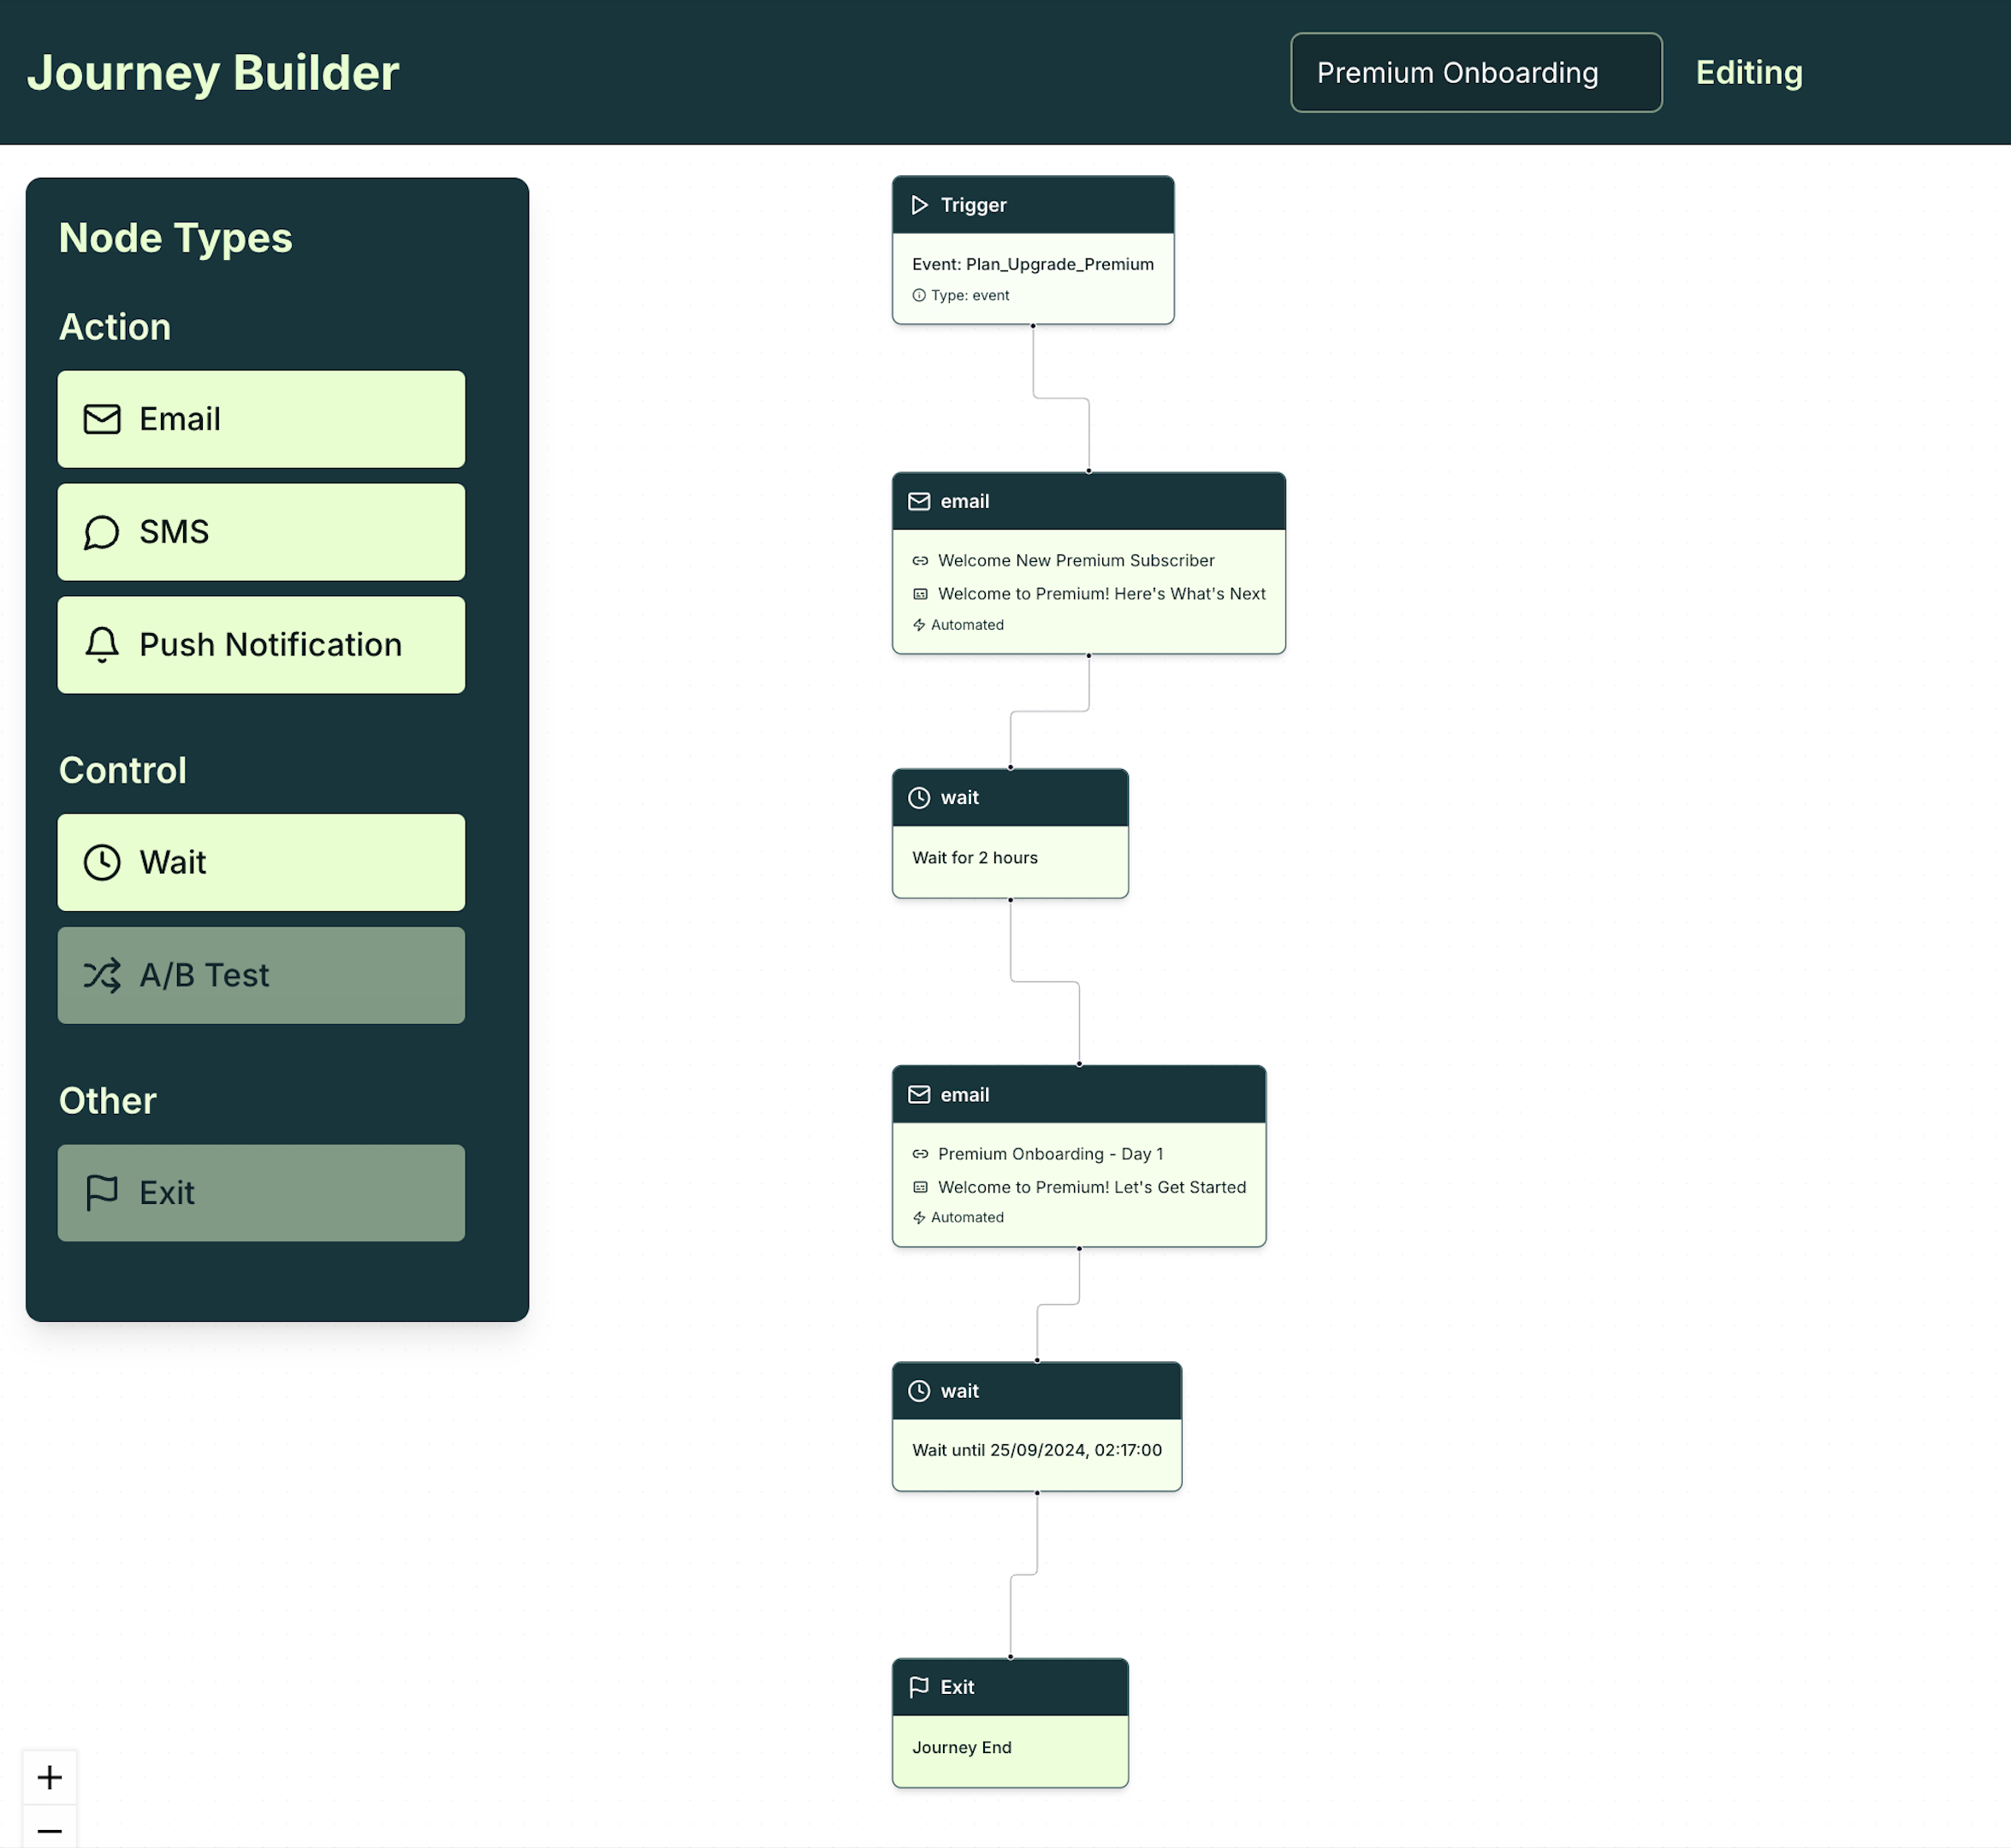 Journey Builder
Premium Onboarding
Editing
Node Types
Action
Email
SMS
Push Notification
Control
Wait
A/B Test
Other
Exit
Trigger
Event: Plan_Upgrade_Premium
Type: event
email
Welcome New Premium Subscriber
Welcome to Premium! Here's What's Next
Automated
wait
Wait for 2 hours
email
Premium Onboarding - Day 1
Welcome to Premium! Let's Get Started
Automated
wait
Wait until 25/09/2024, 02:17:00
Exit
Journey End